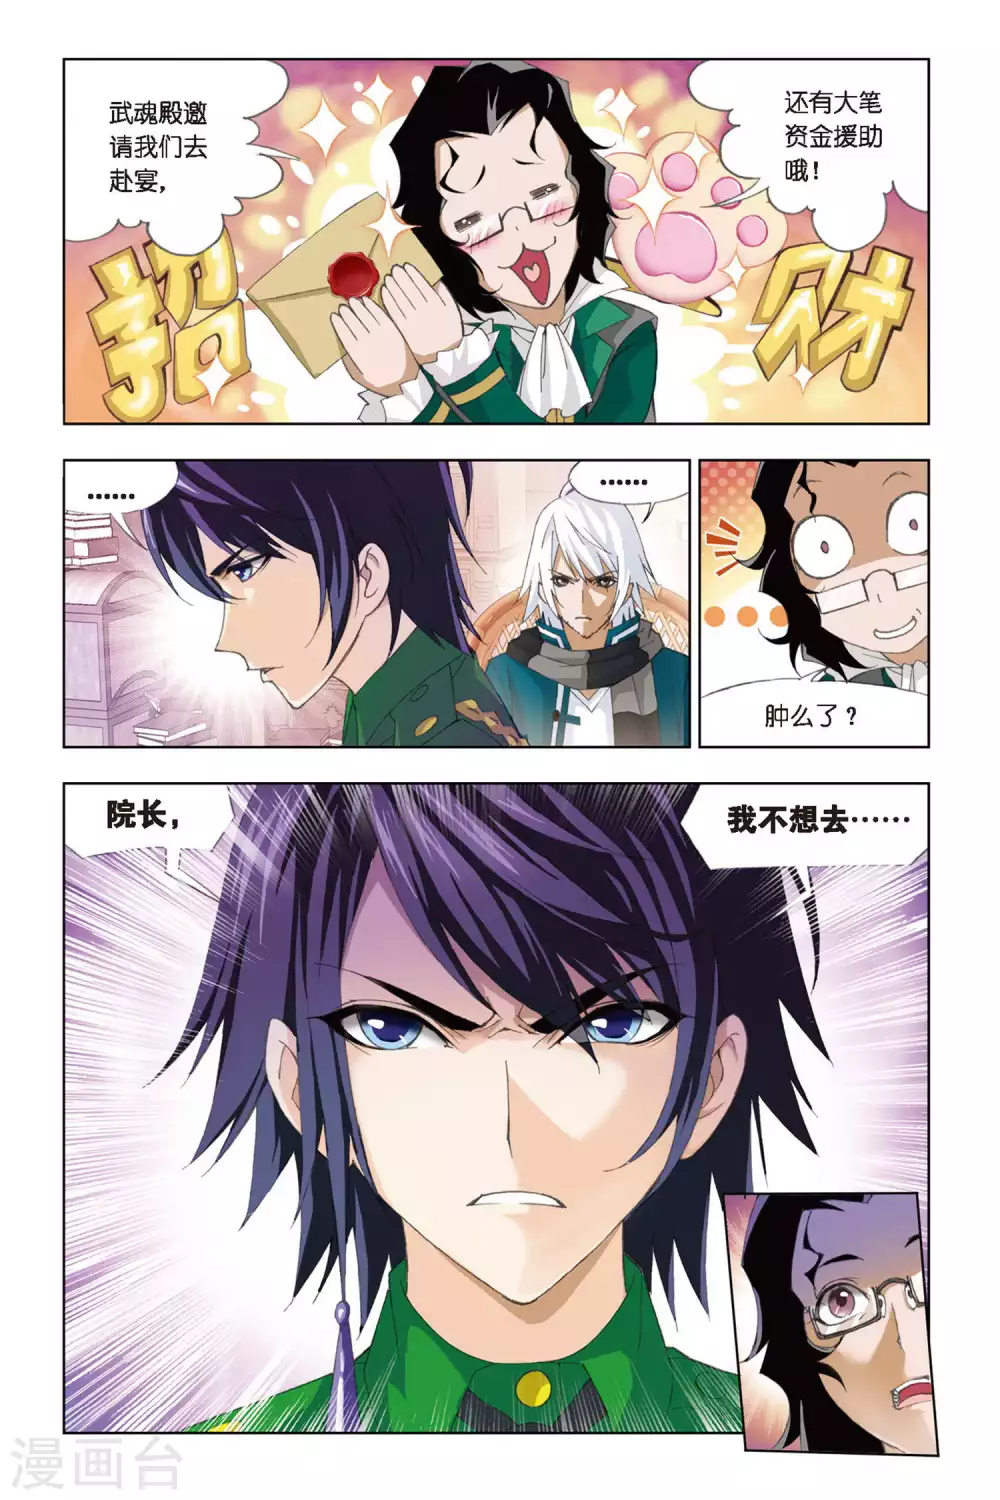 武魂殿邀
请我们去
赴宴，
还有大笔
资金援助
哦！
招
财
……
……
肿么了？
院长，
我不想去……
漫画台